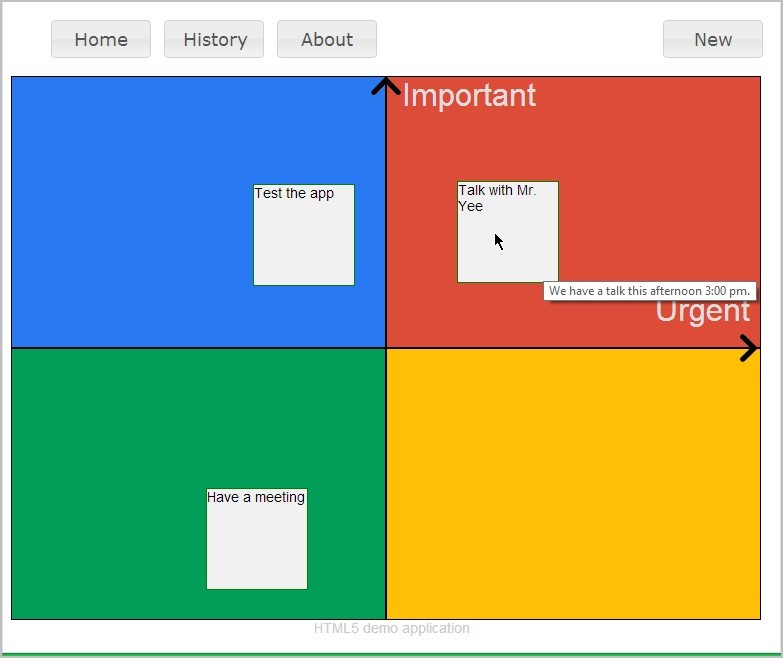 Home History About New
Important
Test the app
Talk with Mr.
Yee
We have a talk this afternoon 3:00 pm.
Urgent
Have a meeting
HTML5 demo application